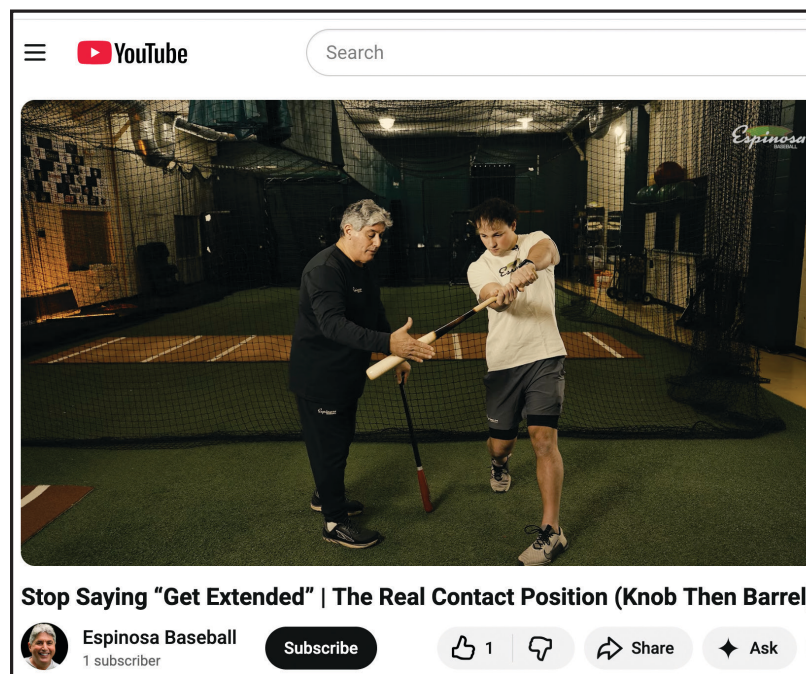 YouTube
Search
Espinosa
BASEBALL
Stop Saying “Get Extended” | The Real Contact Position (Knob Then Barrel
Espinosa Baseball
Subscribe
1
Share
Ask
1 subscriber